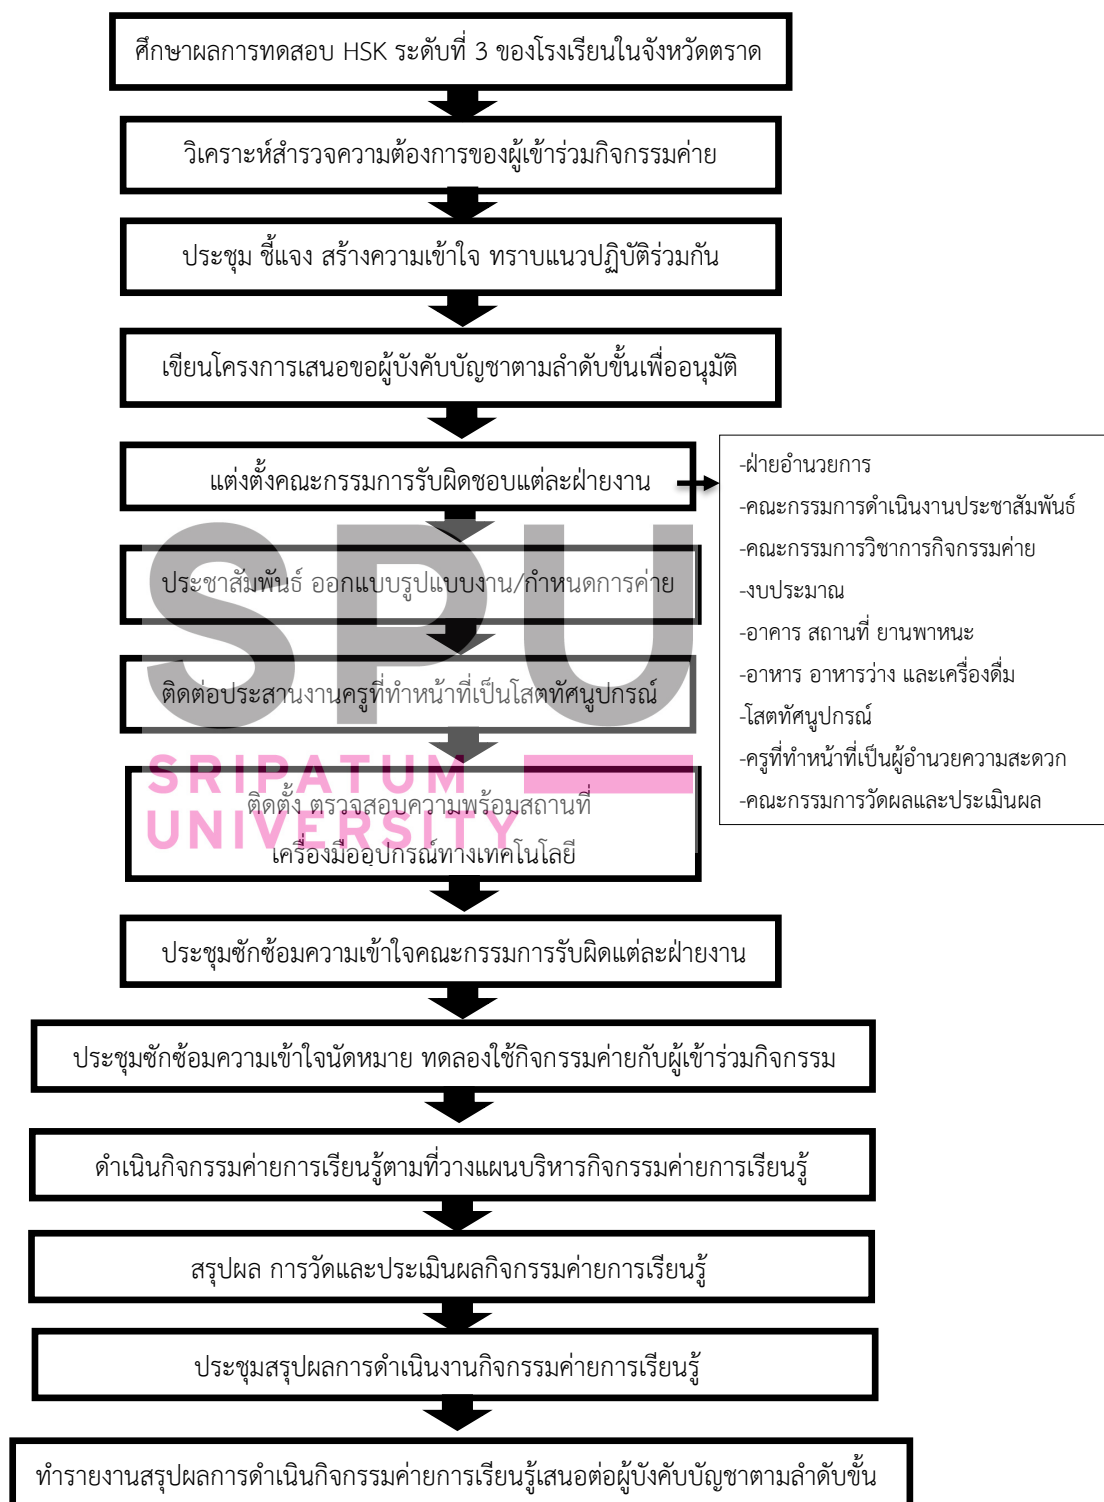 ศึกษาผลการทดสอบ HSK ระดับที่ 3 ของโรงเรียนในจังหวัดตราด
วิเคราะห์สำรวจความต้องการของผู้เข้าร่วมกิจกรรมค่าย
ประชุม ชี้แจง สร้างความเข้าใจ ทราบแนวปฏิบัติร่วมกัน
เขียนโครงการเสนอขอผู้บังคับบัญชาตามลำดับขั้นเพื่ออนุมัติ
แต่งตั้งคณะกรรมการรับผิดชอบแต่ละฝ่ายงาน
-ฝ่ายอำนวยการ
-คณะกรรมการดำเนินงานประชาสัมพันธ์
-คณะกรรมการวิชาการกิจกรรมค่าย
-งบประมาณ
-อาคาร สถานที่ ยานพาหนะ
-อาหาร อาหารว่าง และเครื่องดื่ม
-โสตทัศนูปกรณ์
-ครูที่ทำหน้าที่เป็นผู้อำนวยความสะดวก
-คณะกรรมการวัดผลและประเมินผล
ประชาสัมพันธ์ ออกแบบรูปแบบงาน/กำหนดการค่าย
ติดต่อประสานงานครูที่ทำหน้าที่เป็นโสตทัศนูปกรณ์
ติดตั้ง ตรวจสอบความพร้อมสถานที่
เครื่องมืออุปกรณ์ทางเทคโนโลยี
SPU
SRIPATUM
UNIVERSITY
ประชุมซักซ้อมความเข้าใจคณะกรรมการรับผิดแต่ละฝ่ายงาน
ประชุมซักซ้อมความเข้าใจนัดหมาย ทดลองใช้กิจกรรมค่ายกับผู้เข้าร่วมกิจกรรม
ดำเนินกิจกรรมค่ายการเรียนรู้ตามที่วางแผนบริหารกิจกรรมค่ายการเรียนรู้
สรุปผล การวัดและประเมินผลกิจกรรมค่ายการเรียนรู้
ประชุมสรุปผลการดำเนินงานกิจกรรมค่ายการเรียนรู้
ทำรายงานสรุปผลการดำเนินกิจกรรมค่ายการเรียนรู้เสนอต่อผู้บังคับบัญชาตามลำดับขั้น